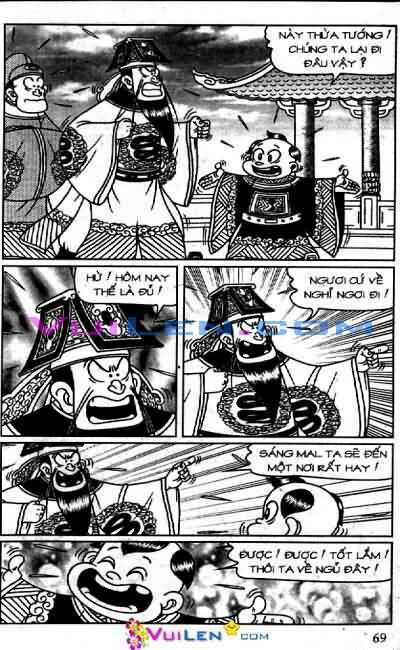 NÀY THỪA TƯỚNG!
CHÚNG TA LẠI ĐI
ĐÂU VẬY?
HỪ! HÔM NAY
THẾ LÀ ĐỦ!
NGƯƠI CỨ VỀ
NGHỈ NGƠI ĐI!
VUILEN.COM
SÁNG MAI TA SẼ ĐẾN
MỘT NƠI RẤT HAY!
ĐƯỢC! ĐƯỢC! TỐT LẮM!
THÔI TA VỀ NGỦ ĐÂY!
69
VUILEN.COM